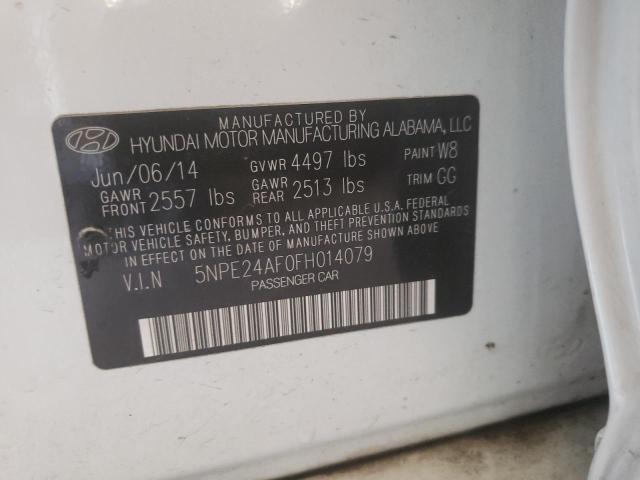 MANUFACTURED BY
HYUNDAI MOTOR MANUFACTURING ALABAMA, LLC
Jun/06/14 GVWR 4497 lbs PAINT W8
GAWR FRONT 2557 lbs GAWR REAR 2513 lbs TRIM GG
THIS VEHICLE CONFORMS TO ALL APPLICABLE U.S.A. FEDERAL
MOTOR VEHICLE SAFETY, BUMPER, AND THEFT PREVENTION STANDARDS
IN EFFECT ON THE DATE OF MANUFACTURE SHOWN ABOVE.
V.I.N 5NPE24AF0FH014079
PASSENGER CAR